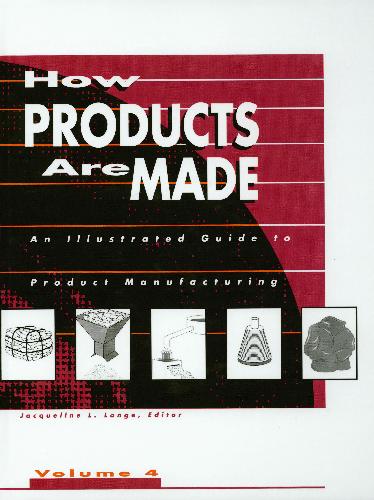 How
PRODUCTS
Are MADE
An Illustrated Guide to
Product Manufacturing
Jacqueline L. Longe, Editor
Volume 4